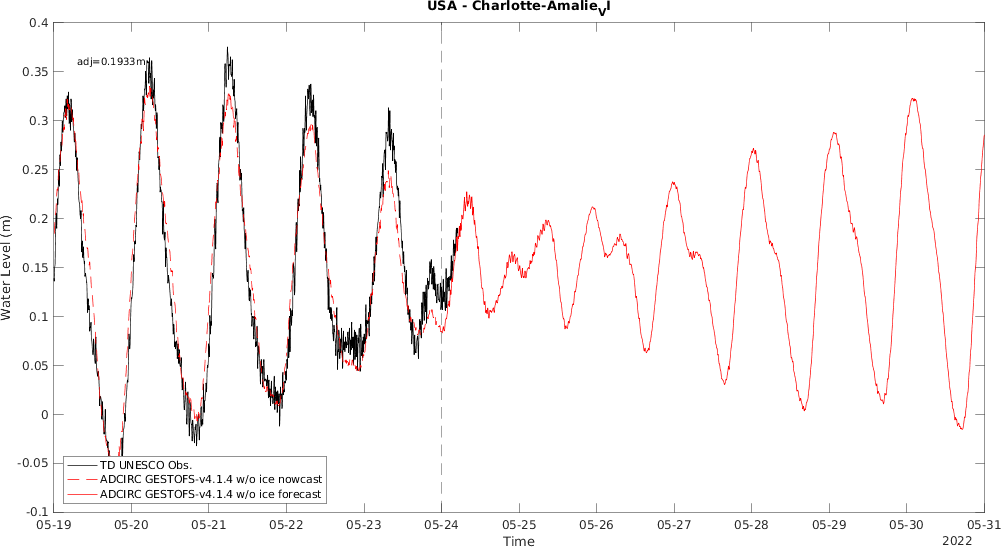 USA - Charlotte-Amalie_VI
adj=0.1933m
Water Level (m)
0.4
0.35
0.3
0.25
0.2
0.15
0.1
0.05
0
-0.05
-0.1
TD UNESCO Obs.
ADCIRC GESTOFS-v4.1.4 w/o ice nowcast
ADCIRC GESTOFS-v4.1.4 w/o ice forecast
05-19 05-20 05-21 05-22 05-23 05-24 05-25 05-26 05-27 05-28 05-29 05-30 05-31
Time
2022